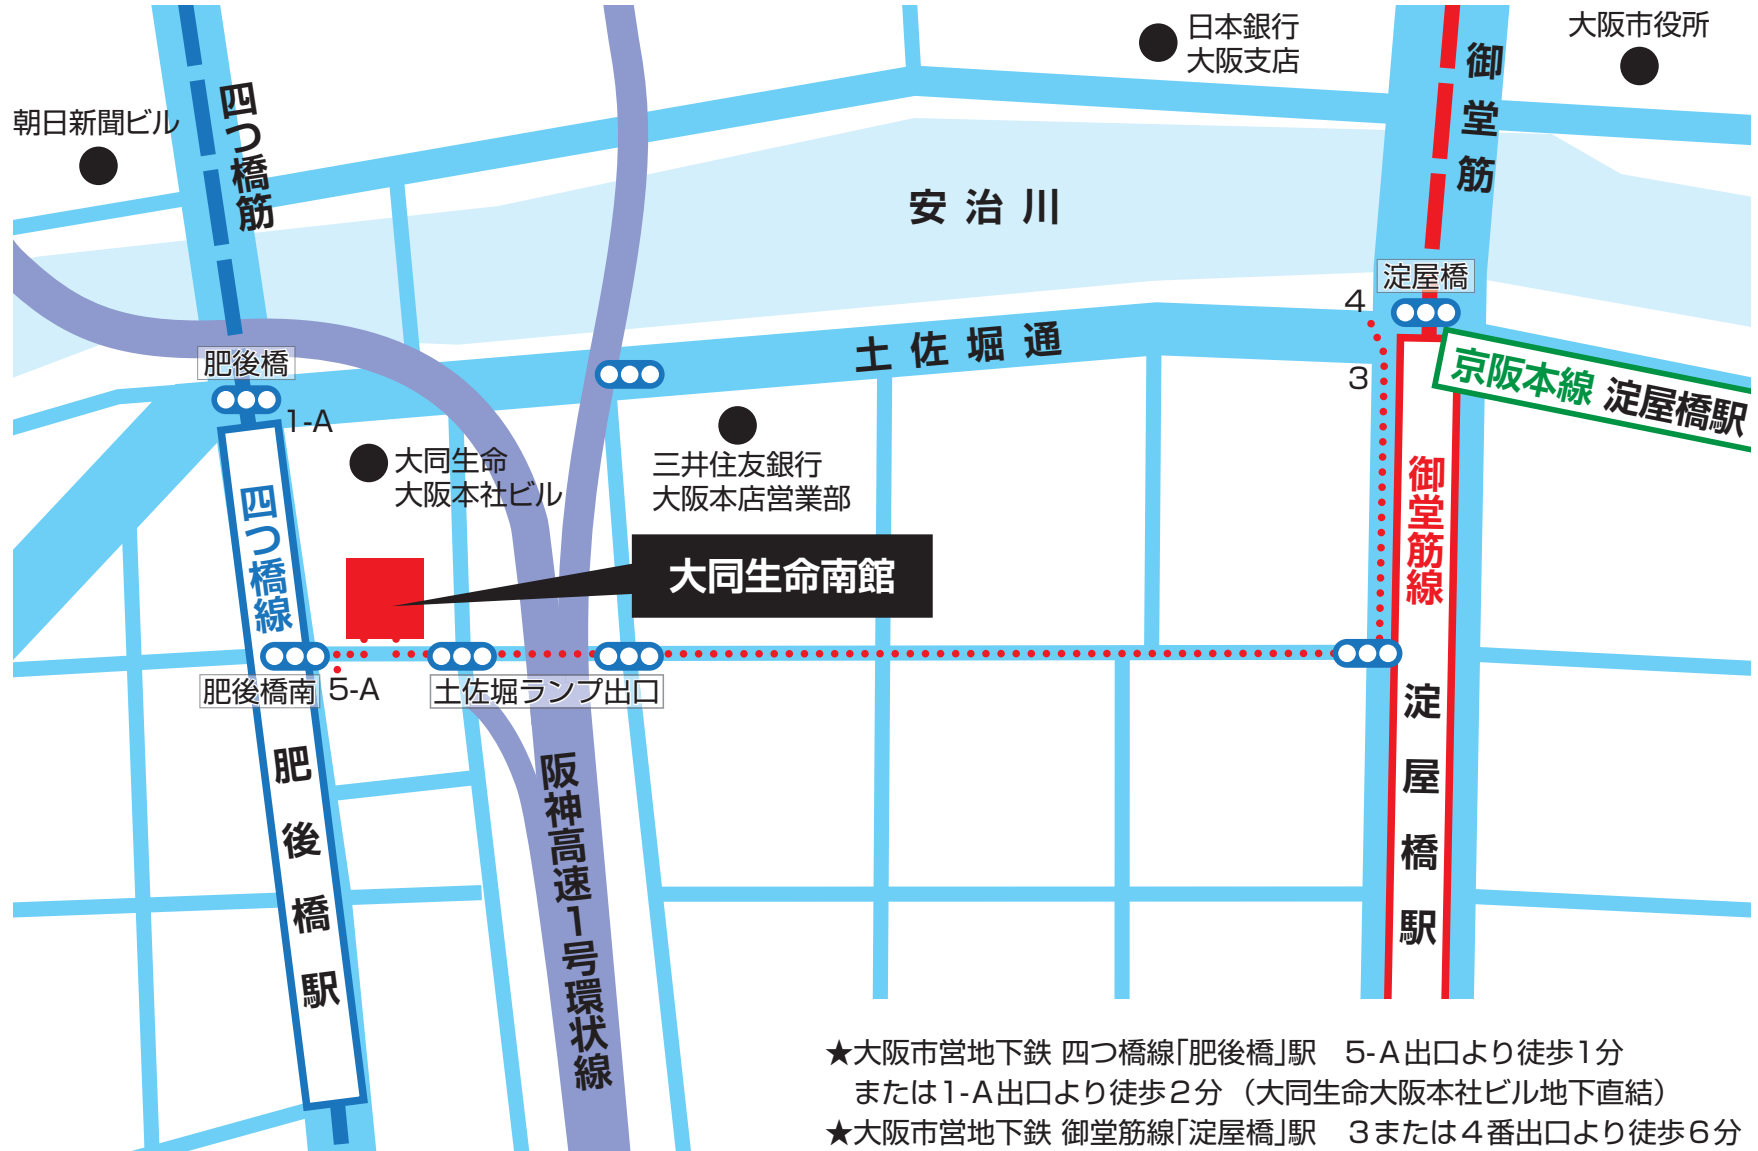 日本銀行
大阪支店
大阪市役所
御堂筋
朝日新聞ビル
四つ橋筋
安治川
淀屋橋
4
3
土佐堀通
京阪本線 淀屋橋駅
肥後橋
1-A
大同生命
大阪本社ビル
三井住友銀行
大阪本店営業部
四つ橋線
御堂筋線
大同生命南館
肥後橋南
5-A
土佐堀ランプ出口
肥後橋駅
淀屋橋駅
阪神高速1号環状線
★大阪市営地下鉄 四つ橋線「肥後橋」駅　5-A出口より徒歩1分
または1-A出口より徒歩2分（大同生命大阪本社ビル地下直結）
★大阪市営地下鉄 御堂筋線「淀屋橋」駅　3または4番出口より徒歩6分